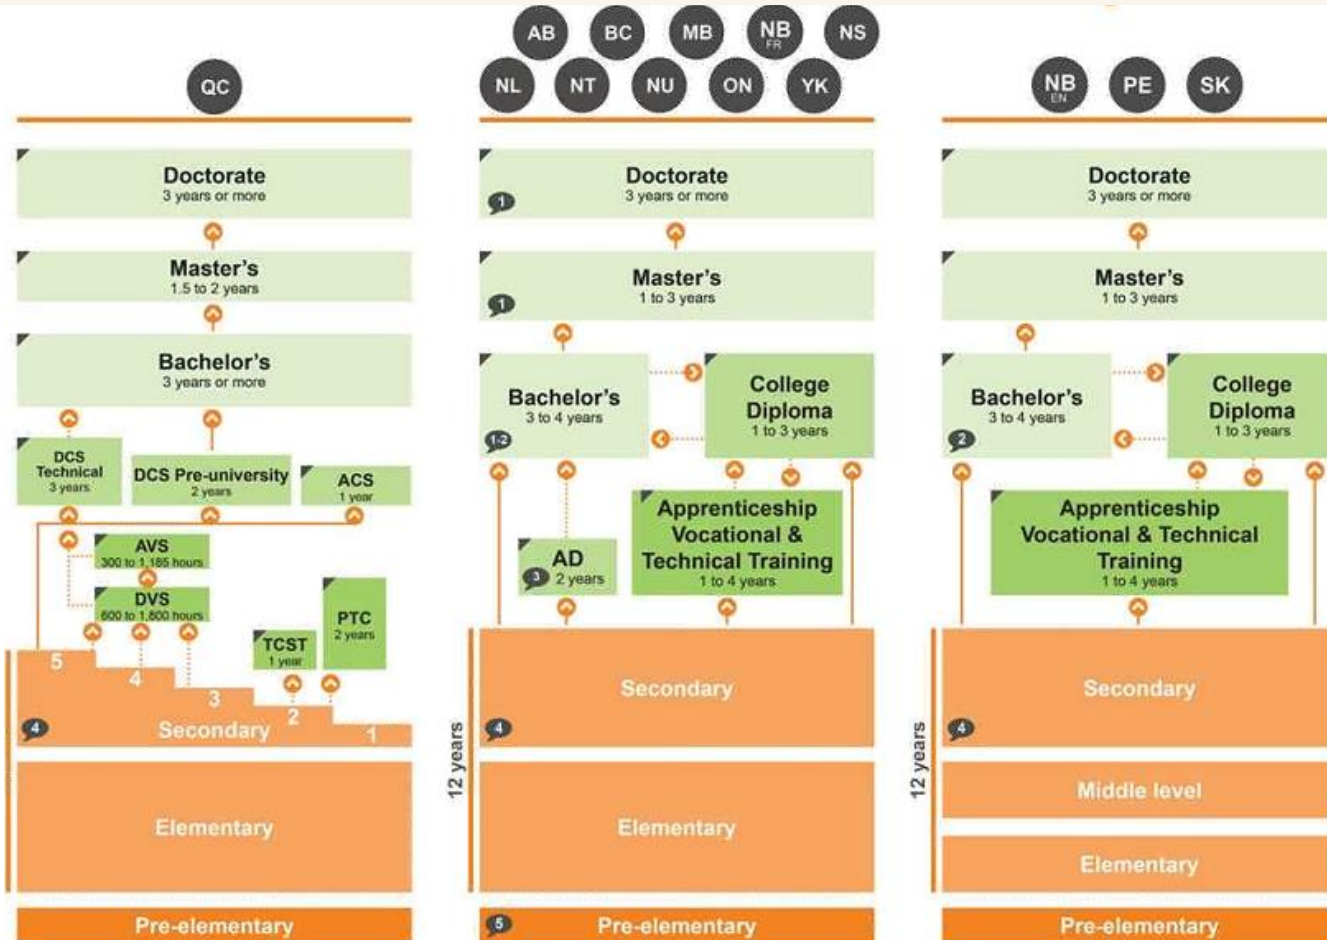 QC
Doctorate
3 years or more
Master's
1.5 to 2 years
Bachelor's
3 years or more
DCS
Technical
3 years
DCS Pre-university
2 years
ACS
1 year
AVS
300 to 1,185 hours
DVS
600 to 1,800 hours
PTC
2 years
TCST
1 year
5
4
3
2
1
4
Secondary
Elementary
Pre-elementary
AB
BC
MB
NB
FR
NS
NL
NT
NU
ON
YK
Doctorate
3 years or more
1
Master's
1 to 3 years
1
Bachelor's
3 to 4 years
1-2
College
Diploma
1 to 3 years
AD
3
2 years
Apprenticeship
Vocational &
Technical Training
1 to 4 years
12 years
Secondary
4
Elementary
5
Pre-elementary
NB
EN
PE
SK
Doctorate
3 years or more
Master's
1 to 3 years
Bachelor's
3 to 4 years
2
College
Diploma
1 to 3 years
Apprenticeship
Vocational & Technical
Training
1 to 4 years
12 years
Secondary
4
Middle level
Elementary
Pre-elementary